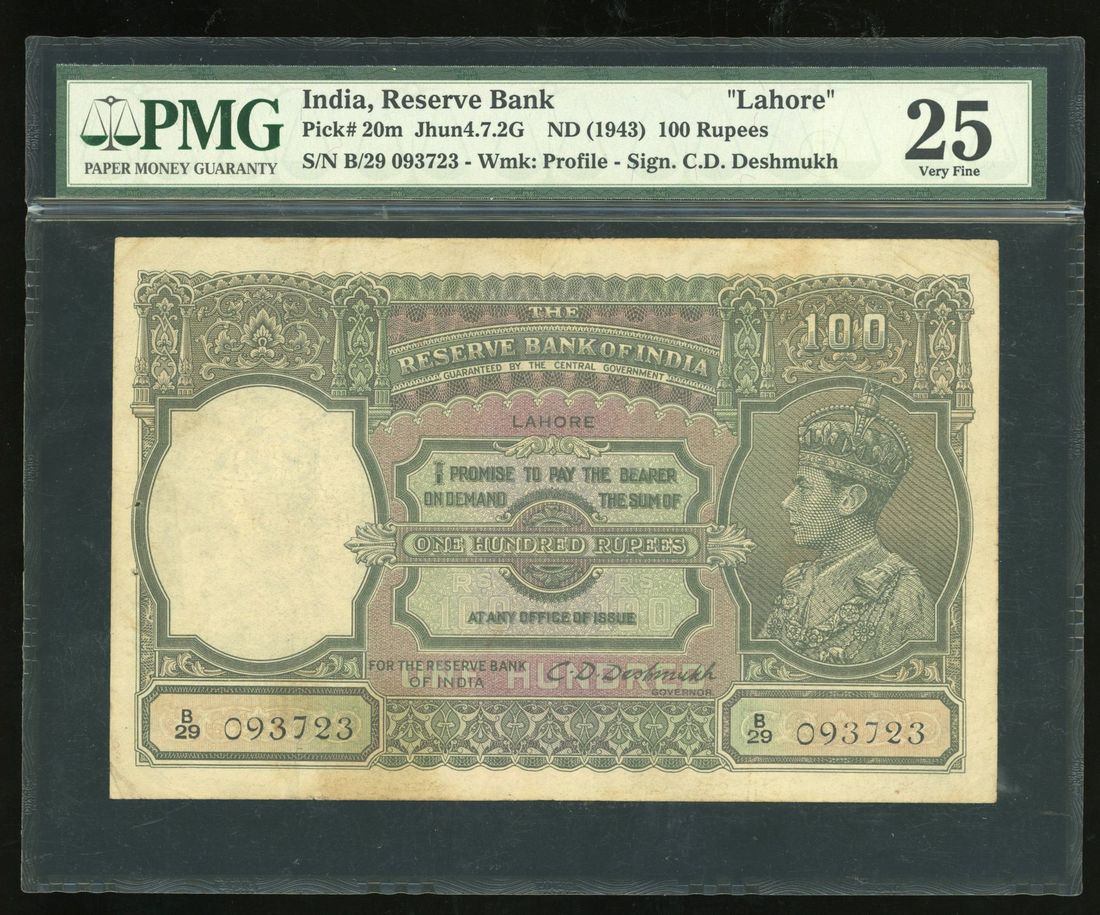 PMG
PAPER MONEY GUARANTY
India, Reserve Bank "Lahore"
Pick# 20m Jhun4.7.2G ND (1943) 100 Rupees
S/N B/29 093723 - Wmk: Profile - Sign. C.D. Deshmukh
25
Very Fine
100
THE
RESERVE BANK OF INDIA
GUARANTEED BY THE CENTRAL GOVERNMENT
LAHORE
I PROMISE TO PAY THE BEARER
ON DEMAND THE SUM OF
ONE HUNDRED RUPEES
RS RS
AT ANY OFFICE OF ISSUE
FOR THE RESERVE BANK
OF INDIA
C.D. Deshmukh
GOVERNOR
HUNDRED
B/29 093723
B/29 093723